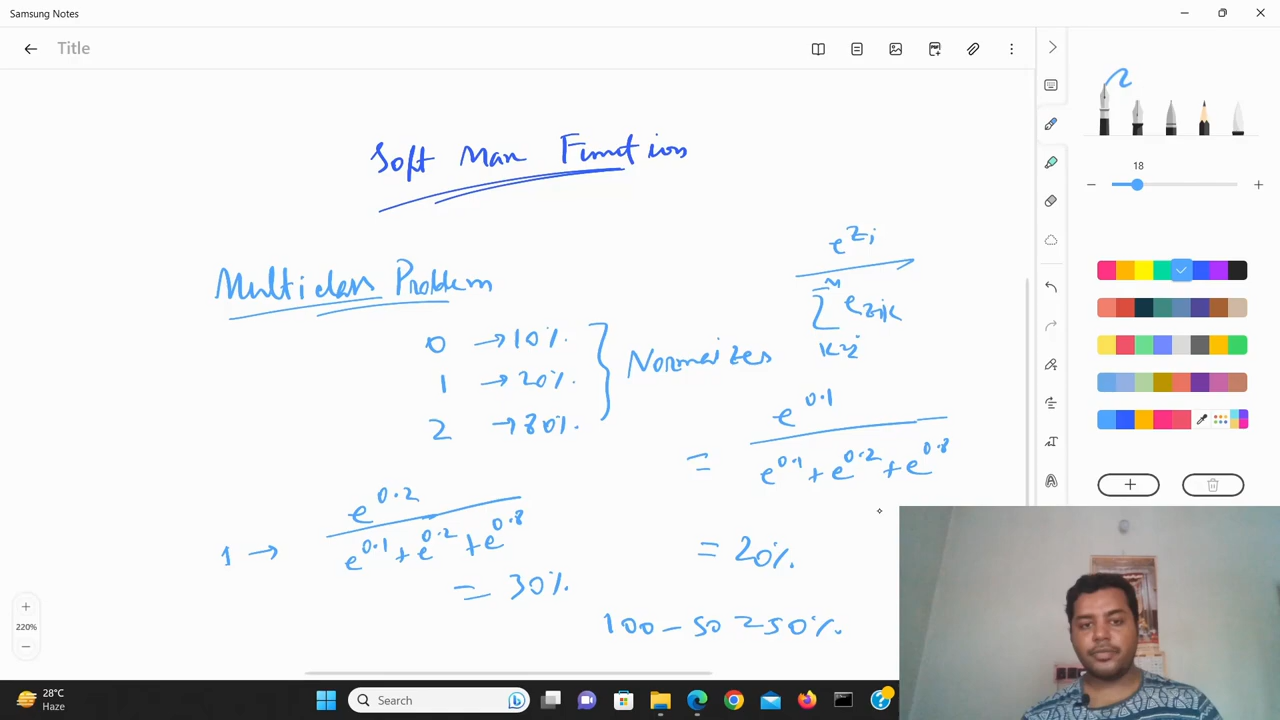 Samsung Notes
Title
Soft Max Function
18
Multiclass Problem
e^zi
n
Σ e zik
k=j
0 →10%.
1 →20%.
2 →80%.
Normaizes
e^0.1
= e^0.1 + e^0.2 + e^0.8
e^0.2
1 → e^0.1 + e^0.2 + e^0.8
= 20%.
= 30%
100 - 50 = 50%.
220%
28°C
Haze
Search